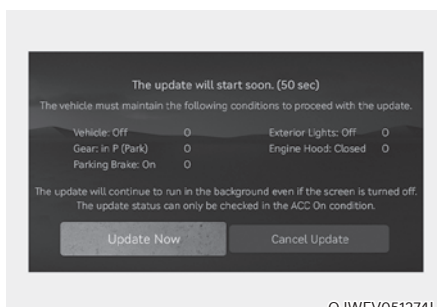 The update will start soon. (50 sec)
The vehicle must maintain the following conditions to proceed with the update.
Vehicle: Off O Exterior Lights: Off O
Gear: in P (Park) O Engine Hood: Closed O
Parking Brake: On O
The update will continue to run in the background even if the screen is turned off.
The update status can only be checked in the ACC On condition.
Update Now Cancel Update